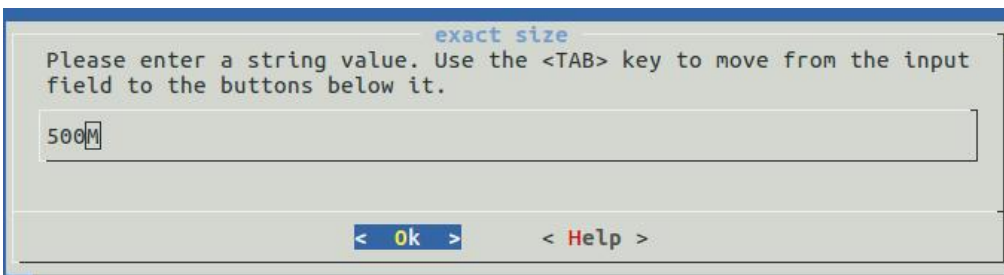 exact size
Please enter a string value. Use the <TAB> key to move from the input
field to the buttons below it.
500M
< Ok > < Help >